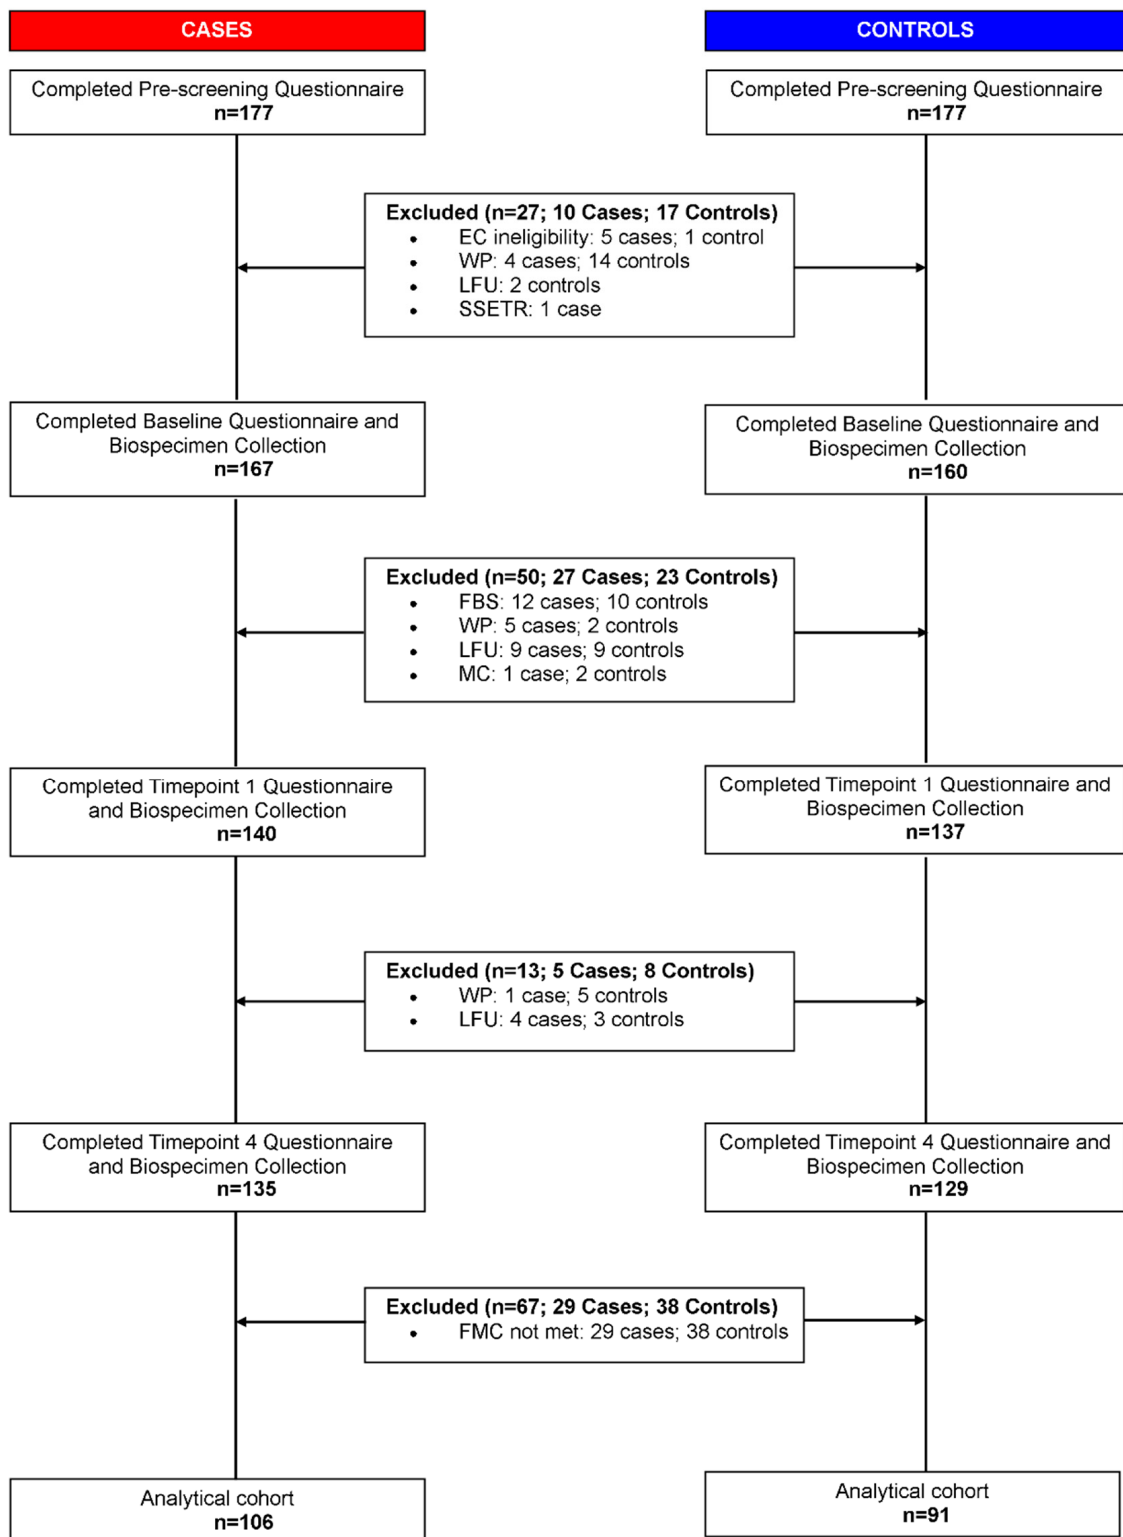 CASES
CONTROLS
Completed Pre-screening Questionnaire
n=177
Completed Pre-screening Questionnaire
n=177
Excluded (n=27; 10 Cases; 17 Controls)
• EC ineligibility: 5 cases; 1 control
• WP: 4 cases; 14 controls
• LFU: 2 controls
• SSETR: 1 case
Completed Baseline Questionnaire and
Biospecimen Collection
n=167
Completed Baseline Questionnaire and
Biospecimen Collection
n=160
Excluded (n=50; 27 Cases; 23 Controls)
• FBS: 12 cases; 10 controls
• WP: 5 cases; 2 controls
• LFU: 9 cases; 9 controls
• MC: 1 case; 2 controls
Completed Timepoint 1 Questionnaire
and Biospecimen Collection
n=140
Completed Timepoint 1 Questionnaire and
Biospecimen Collection
n=137
Excluded (n=13; 5 Cases; 8 Controls)
• WP: 1 case; 5 controls
• LFU: 4 cases; 3 controls
Completed Timepoint 4 Questionnaire
and Biospecimen Collection
n=135
Completed Timepoint 4 Questionnaire and
Biospecimen Collection
n=129
Excluded (n=67; 29 Cases; 38 Controls)
• FMC not met: 29 cases; 38 controls
Analytical cohort
n=106
Analytical cohort
n=91